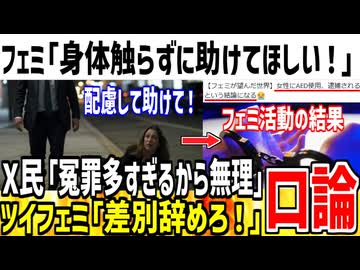 フェミ「身体触らずに助けてほしい！」
配慮して助けて！
【フェミが望んだ世界】女性にAED使用、逮捕される
という結論になる😭
フェミ活動の結果
X民「冤罪多すぎるから無理」
ツイフェミ「差別辞めろ！」
口論